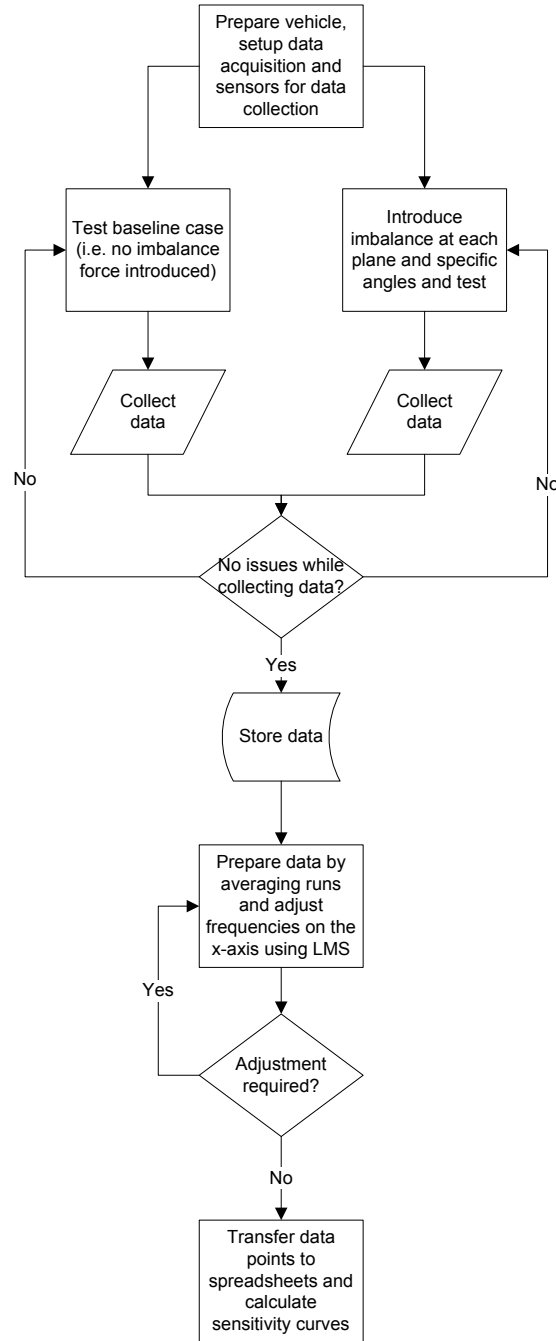 Prepare vehicle,
setup data
acquisition and
sensors for data
collection
Test baseline case
(i.e. no imbalance
force introduced)
Introduce
imbalance at each
plane and specific
angles and test
Collect
data
Collect
data
No
No
No issues while
collecting data?
Yes
Store data
Prepare data by
averaging runs
and adjust
frequencies on the
x-axis using LMS
Yes
Adjustment
required?
No
Transfer data
points to
spreadsheets and
calculate
sensitivity curves